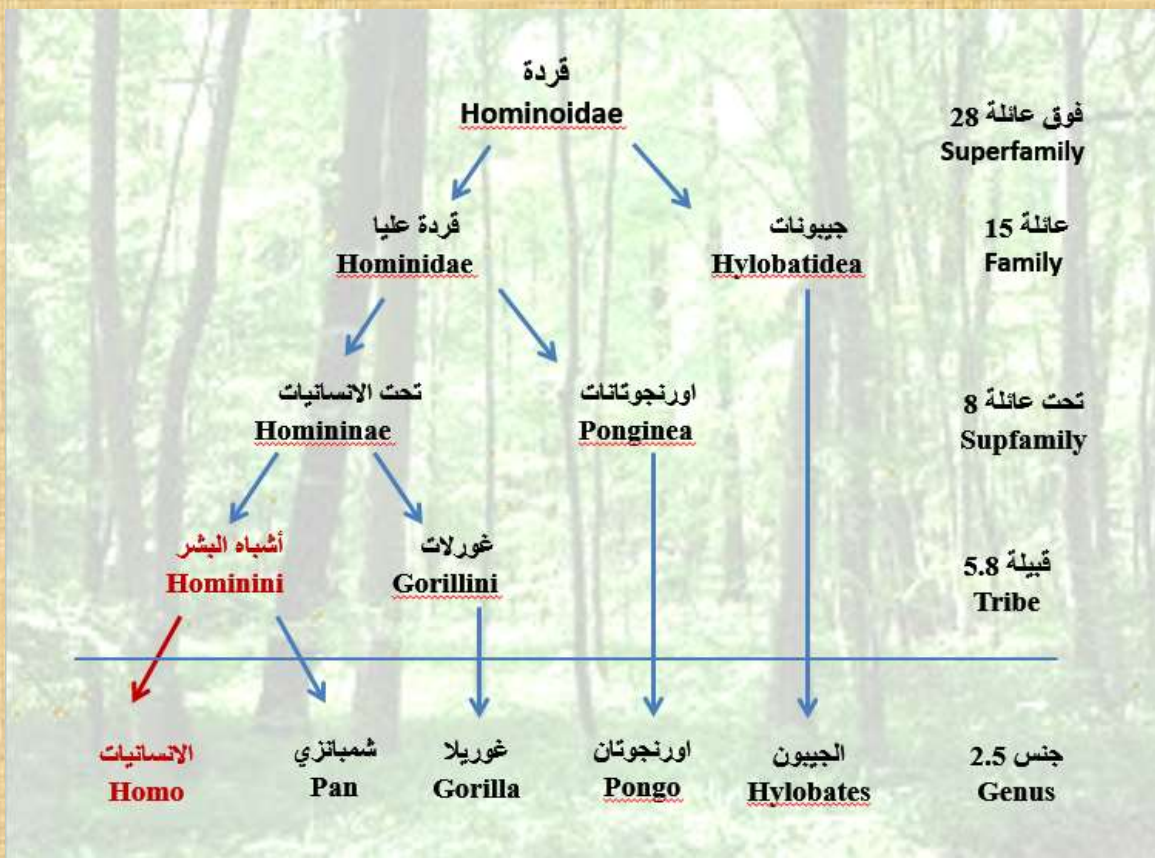 قردة
Hominoidae
فوق عائلة 28
Superfamily
قردة عليا
Hominidae
جيبونات
Hylobatidea
عائلة 15
Family
تحت الانسانيات
Homininae
اورنجوتانات
Ponginea
تحت عائلة 8
Supfamily
أشباه البشر
Hominini
غورلات
Gorillini
قبيلة 5.8
Tribe
الانسانيات
Homo
شمبانزي
Pan
غوريلا
Gorilla
اورنجوتان
Pongo
الجيبون
Hylobates
جنس 2.5
Genus